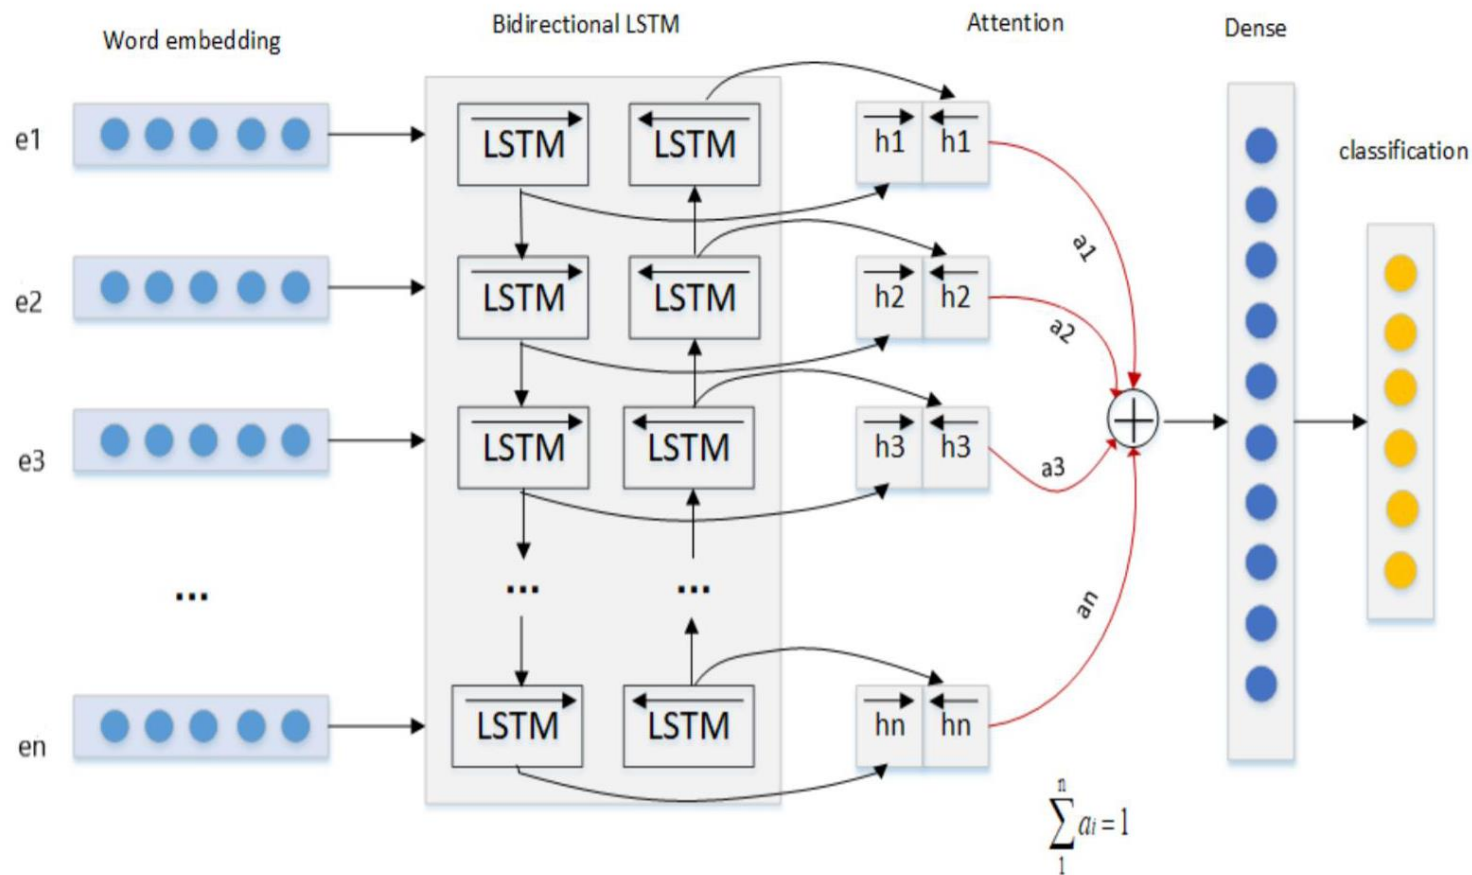 Word embedding
Bidirectional LSTM
Attention
Dense
classification
e1
LSTM
LSTM
h1
h1
a1
e2
LSTM
LSTM
h2
h2
a2
e3
LSTM
LSTM
h3
h3
a3
...
...
...
an
en
LSTM
LSTM
hn
hn
n
∑ ai = 1
1